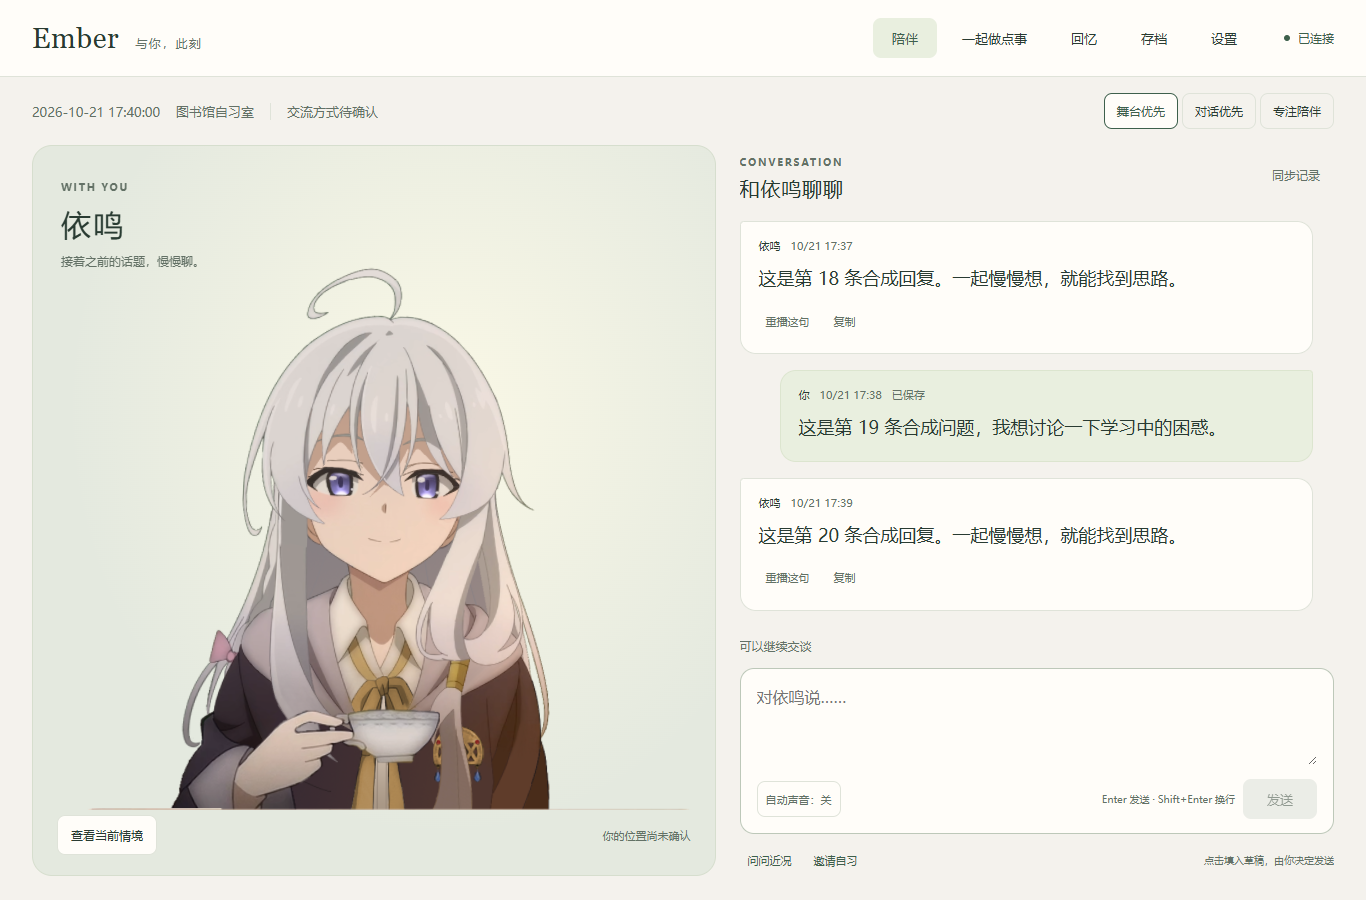 Ember 与你，此刻
陪伴 一起做点事 回忆 存档 设置 已连接
2026-10-21 17:40:00 图书馆自习室 交流方式待确认
舞台优先 对话优先 专注陪伴
WITH YOU
依鸣
接着之前的话题，慢慢聊。
查看当前情境
你的位置尚未确认
CONVERSATION
和依鸣聊聊
同步记录
依鸣 10/21 17:37
这是第 18 条合成回复。一起慢慢想，就能找到思路。
重播这句 复制
你 10/21 17:38 已保存
这是第 19 条合成问题，我想讨论一下学习中的困惑。
依鸣 10/21 17:39
这是第 20 条合成回复。一起慢慢想，就能找到思路。
重播这句 复制
可以继续交谈
对依鸣说……
自动声音：关
Enter 发送 · Shift+Enter 换行
发送
问问近况 邀请自习
点击填入草稿，由你决定发送